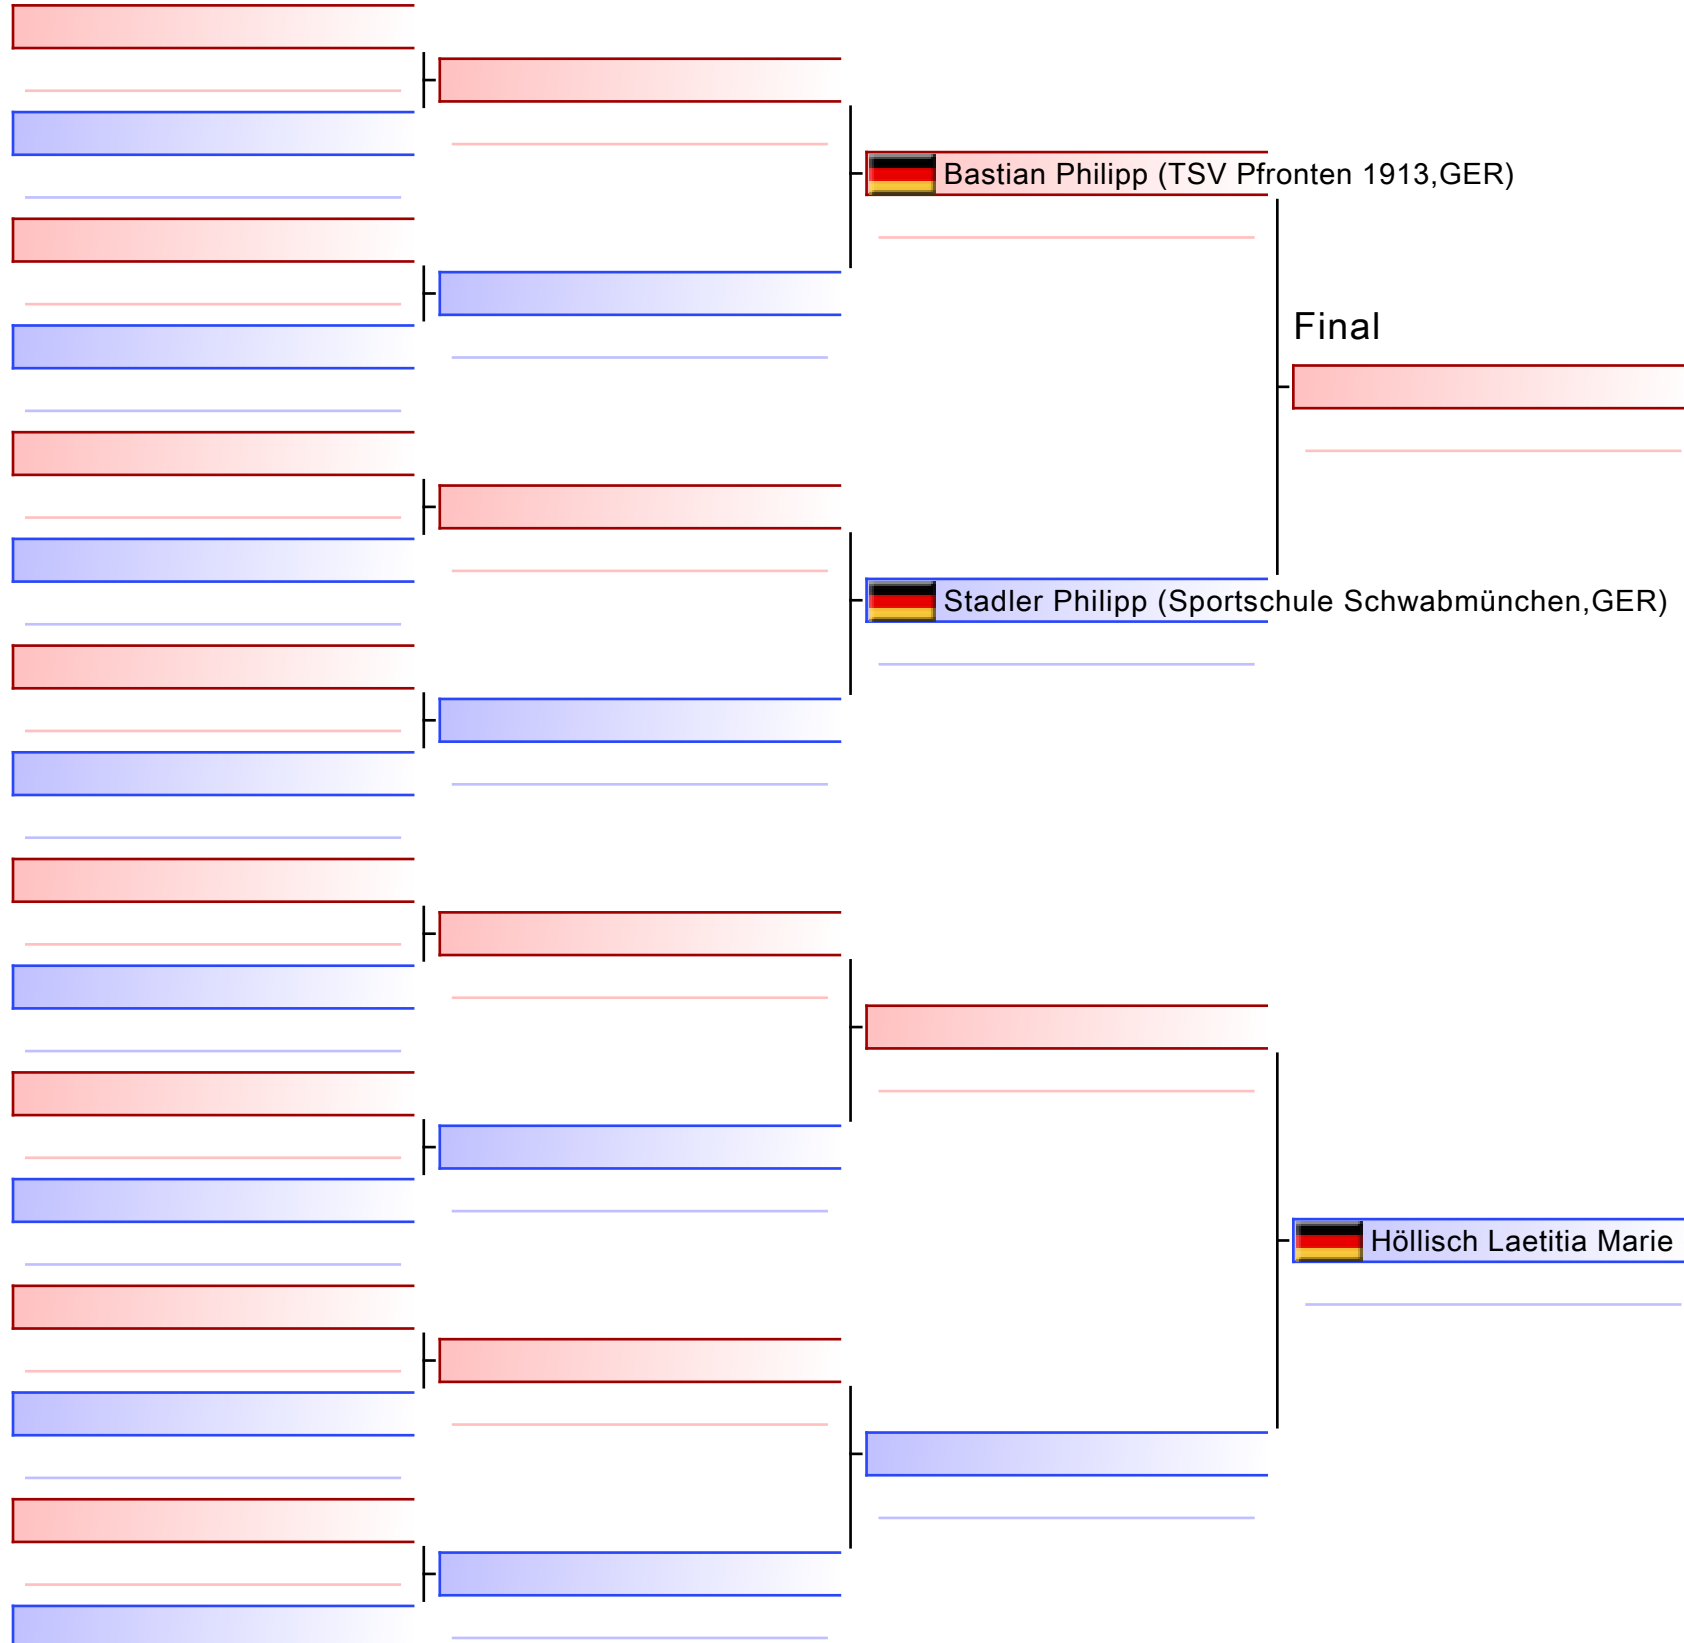 Bastian Philipp (TSV Pfronten 1913,GER)
Final
Stadler Philipp (Sportschule Schwabmünchen,GER)
Höllisch Laetitia Marie